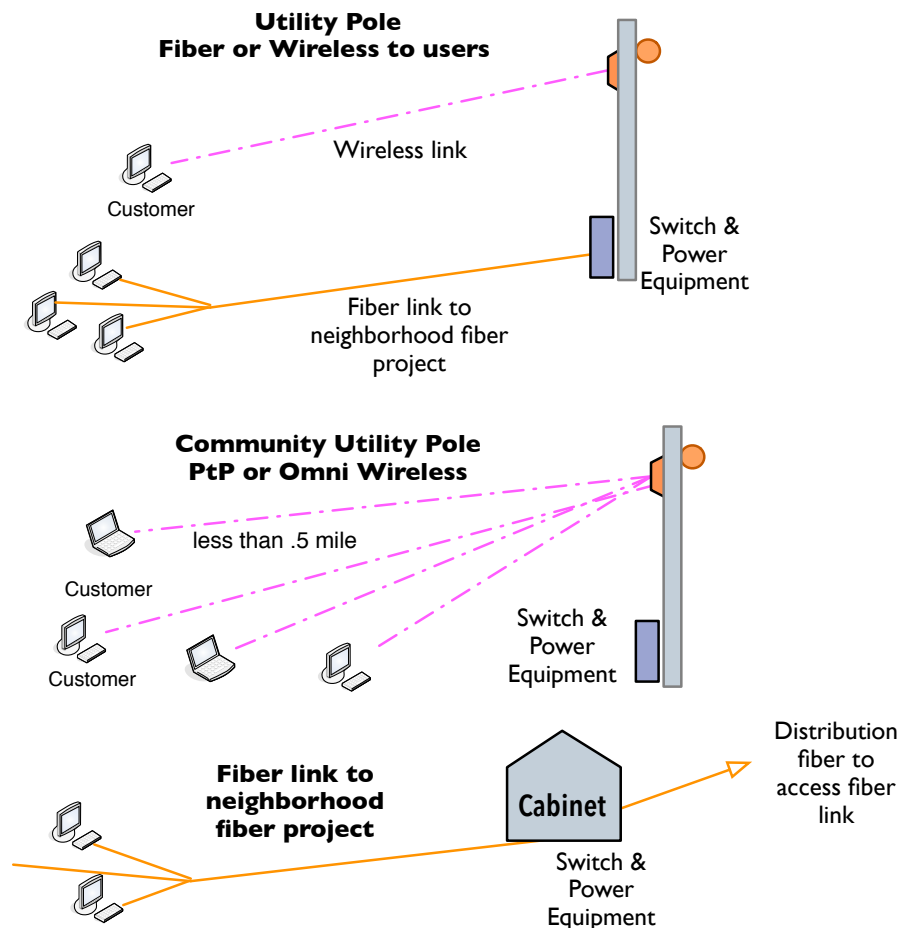 Utility Pole
Fiber or Wireless to users
Wireless link
Customer
Switch &
Power
Equipment
Fiber link to
neighborhood fiber
project
Community Utility Pole
PtP or Omni Wireless
less than .5 mile
Customer
Customer
Switch &
Power
Equipment
Distribution
fiber to
access fiber
link
Fiber link to
neighborhood
fiber project
Cabinet
Switch &
Power
Equipment